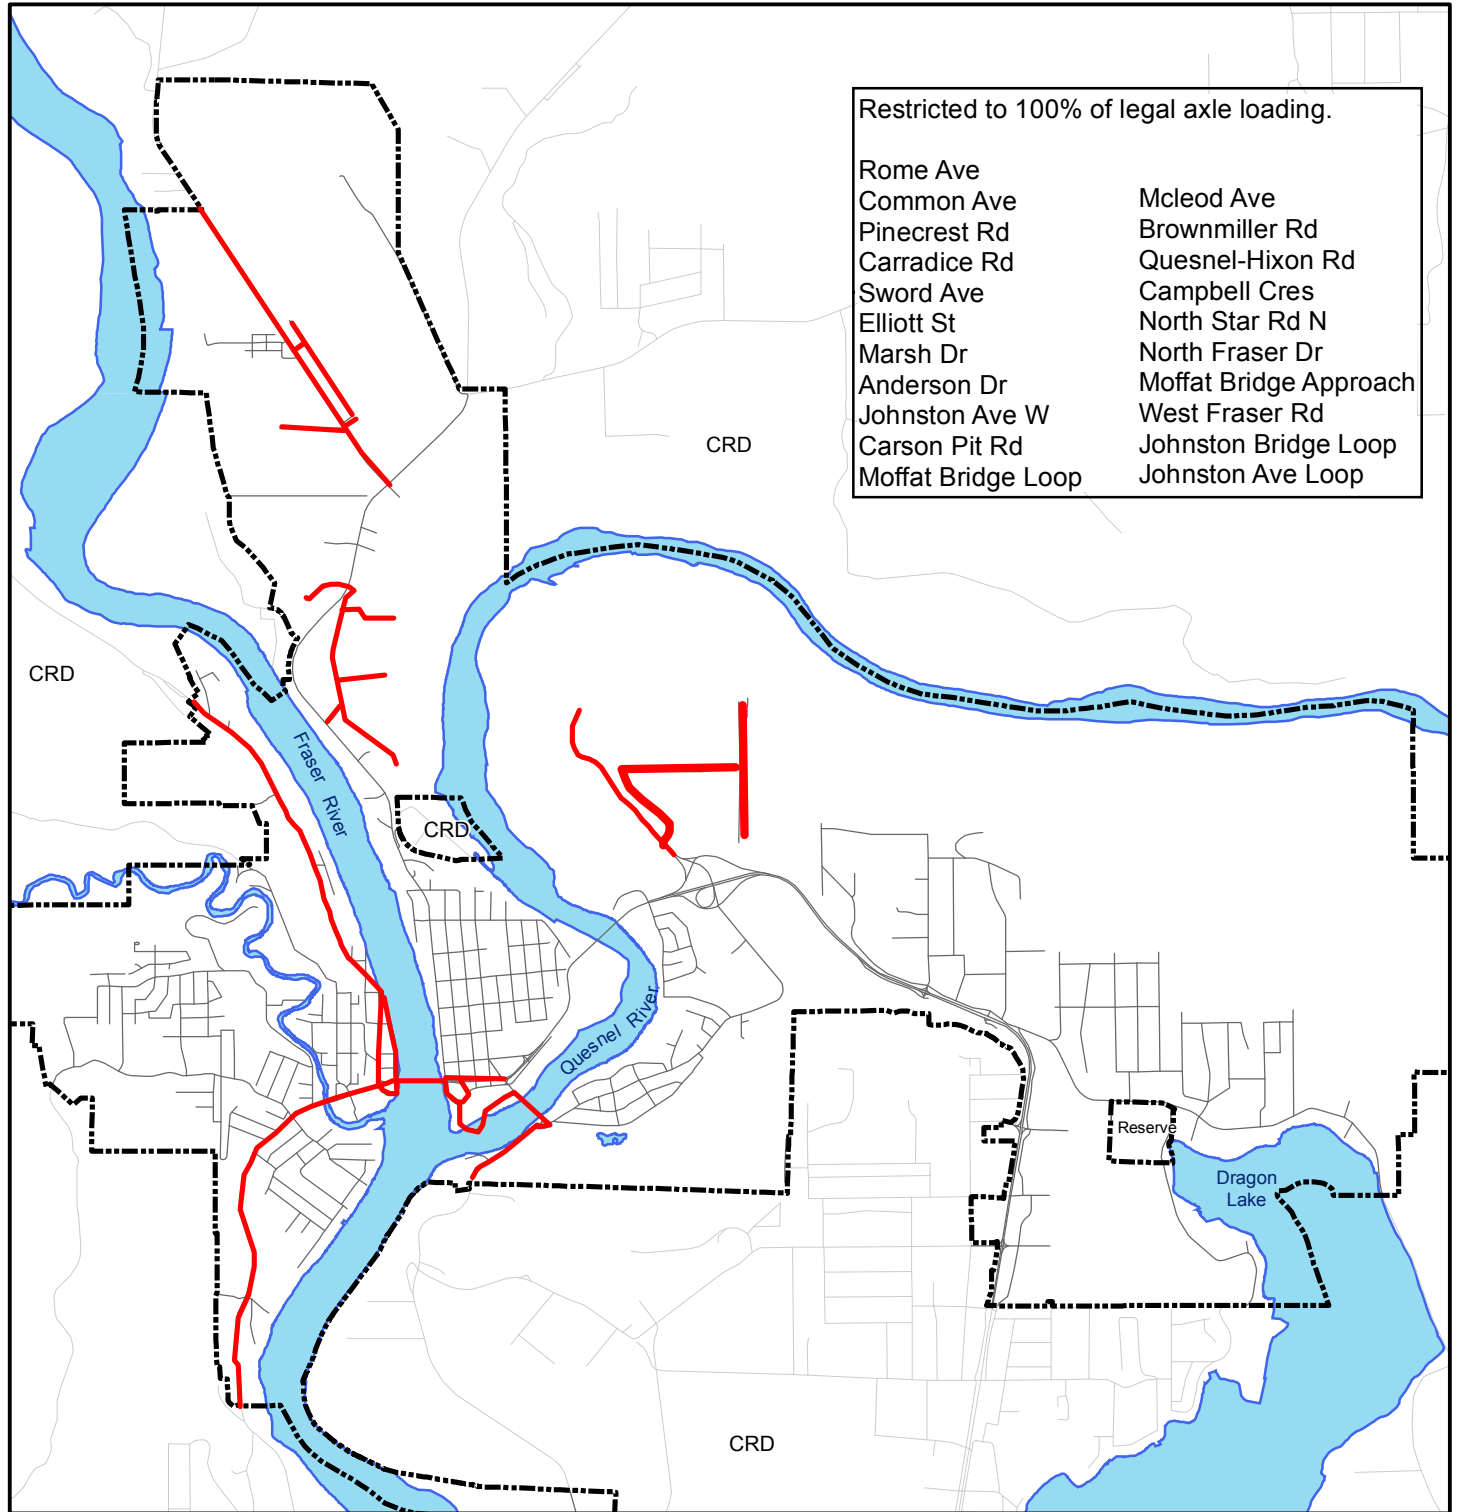 Restricted to 100% of legal axle loading.
Rome Ave
Common Ave
Pinecrest Rd
Carradice Rd
Sword Ave
Elliott St
Marsh Dr
Anderson Dr
Johnston Ave W
Carson Pit Rd
Moffat Bridge Loop
Mcleod Ave
Brownmiller Rd
Quesnel-Hixon Rd
Campbell Cres
North Star Rd N
North Fraser Dr
Moffat Bridge Approach
West Fraser Rd
Johnston Bridge Loop
Johnston Ave Loop
CRD
CRD
Fraser River
CRD
Quesnel River
Reserve
Dragon
Lake
CRD